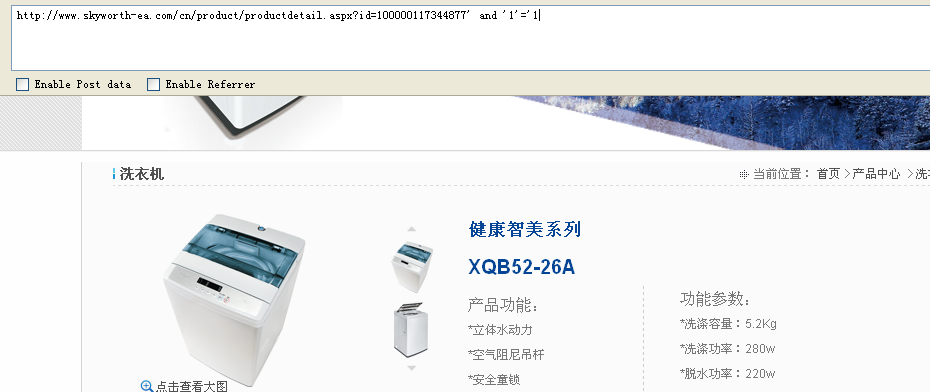 http://www.skyworth-ea.com/cn/product/productdetail.aspx?id=100000117344877' and '1'='1
Enable Post data Enable Referrer
洗衣机
当前位置： 首页 >产品中心 >洗
健康智美系列
XQB52-26A
产品功能：
*立体水动力
*空气阻尼吊杆
*安全童锁
功能参数：
*洗涤容量：5.2Kg
*洗涤功率：280w
*脱水功率：220w
点击查看大图